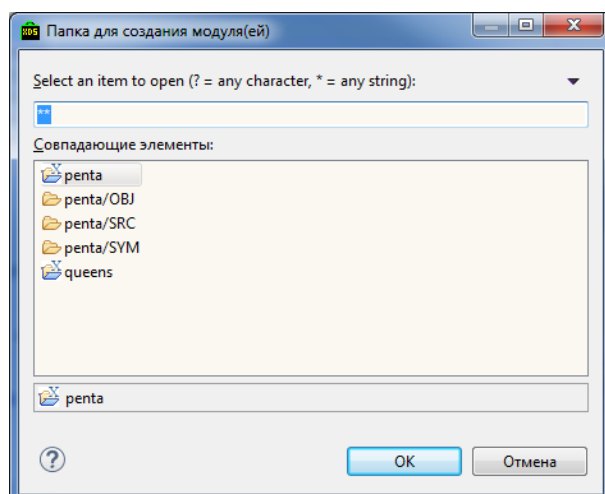 XDS Папка для создания модуля(ей)
Select an item to open (? = any character, * = any string):
**
Совпадающие элементы:
penta
penta/OBJ
penta/SRC
penta/SYM
queens
penta
? OK Отмена